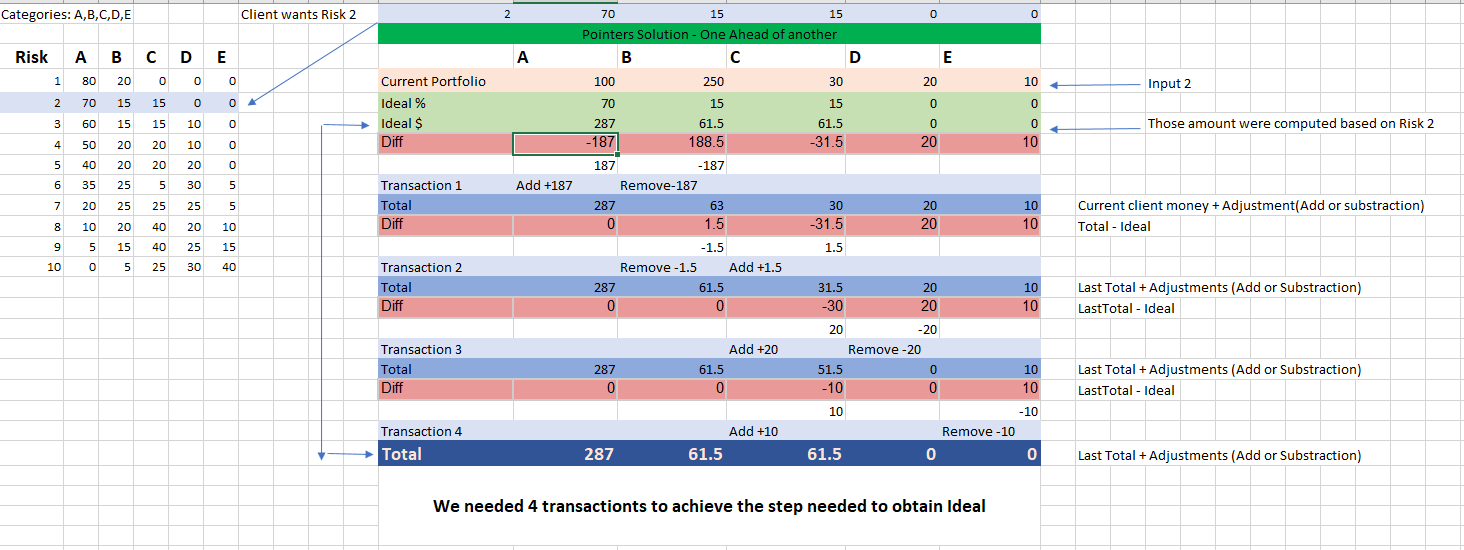 Categories: A,B,C,D,E Client wants Risk 2 2 70 15 15 0 0
Pointers Solution - One Ahead of another
Risk A B C D E A B C D E
1 80 20 0 0 0 Current Portfolio 100 250 30 20 10 Input 2
2 70 15 15 0 0 Ideal % 70 15 15 0 0
3 60 15 15 10 0 Ideal $ 287 61.5 61.5 0 0 Those amount were computed based on Risk 2
4 50 20 20 10 0 Diff -187 188.5 -31.5 20 10
5 40 20 20 20 0 187 -187
6 35 25 5 30 5 Transaction 1 Add +187 Remove-187
7 20 25 25 25 5 Total 287 63 30 20 10 Current client money + Adjustment(Add or substraction)
8 10 20 40 20 10 Diff 0 1.5 -31.5 20 10 Total - Ideal
9 5 15 40 25 15 -1.5 1.5
10 0 5 25 30 40 Transaction 2 Remove -1.5 Add +1.5
Total 287 61.5 31.5 20 10 Last Total + Adjustments (Add or Substraction)
Diff 0 0 -30 20 10 LastTotal - Ideal
20 -20
Transaction 3 Add +20 Remove -20
Total 287 61.5 51.5 0 10 Last Total + Adjustments (Add or Substraction)
Diff 0 0 -10 0 10 LastTotal - Ideal
10 -10
Transaction 4 Add +10 Remove -10
Total 287 61.5 61.5 0 0 Last Total + Adjustments (Add or Substraction)
We needed 4 transactionts to achieve the step needed to obtain Ideal